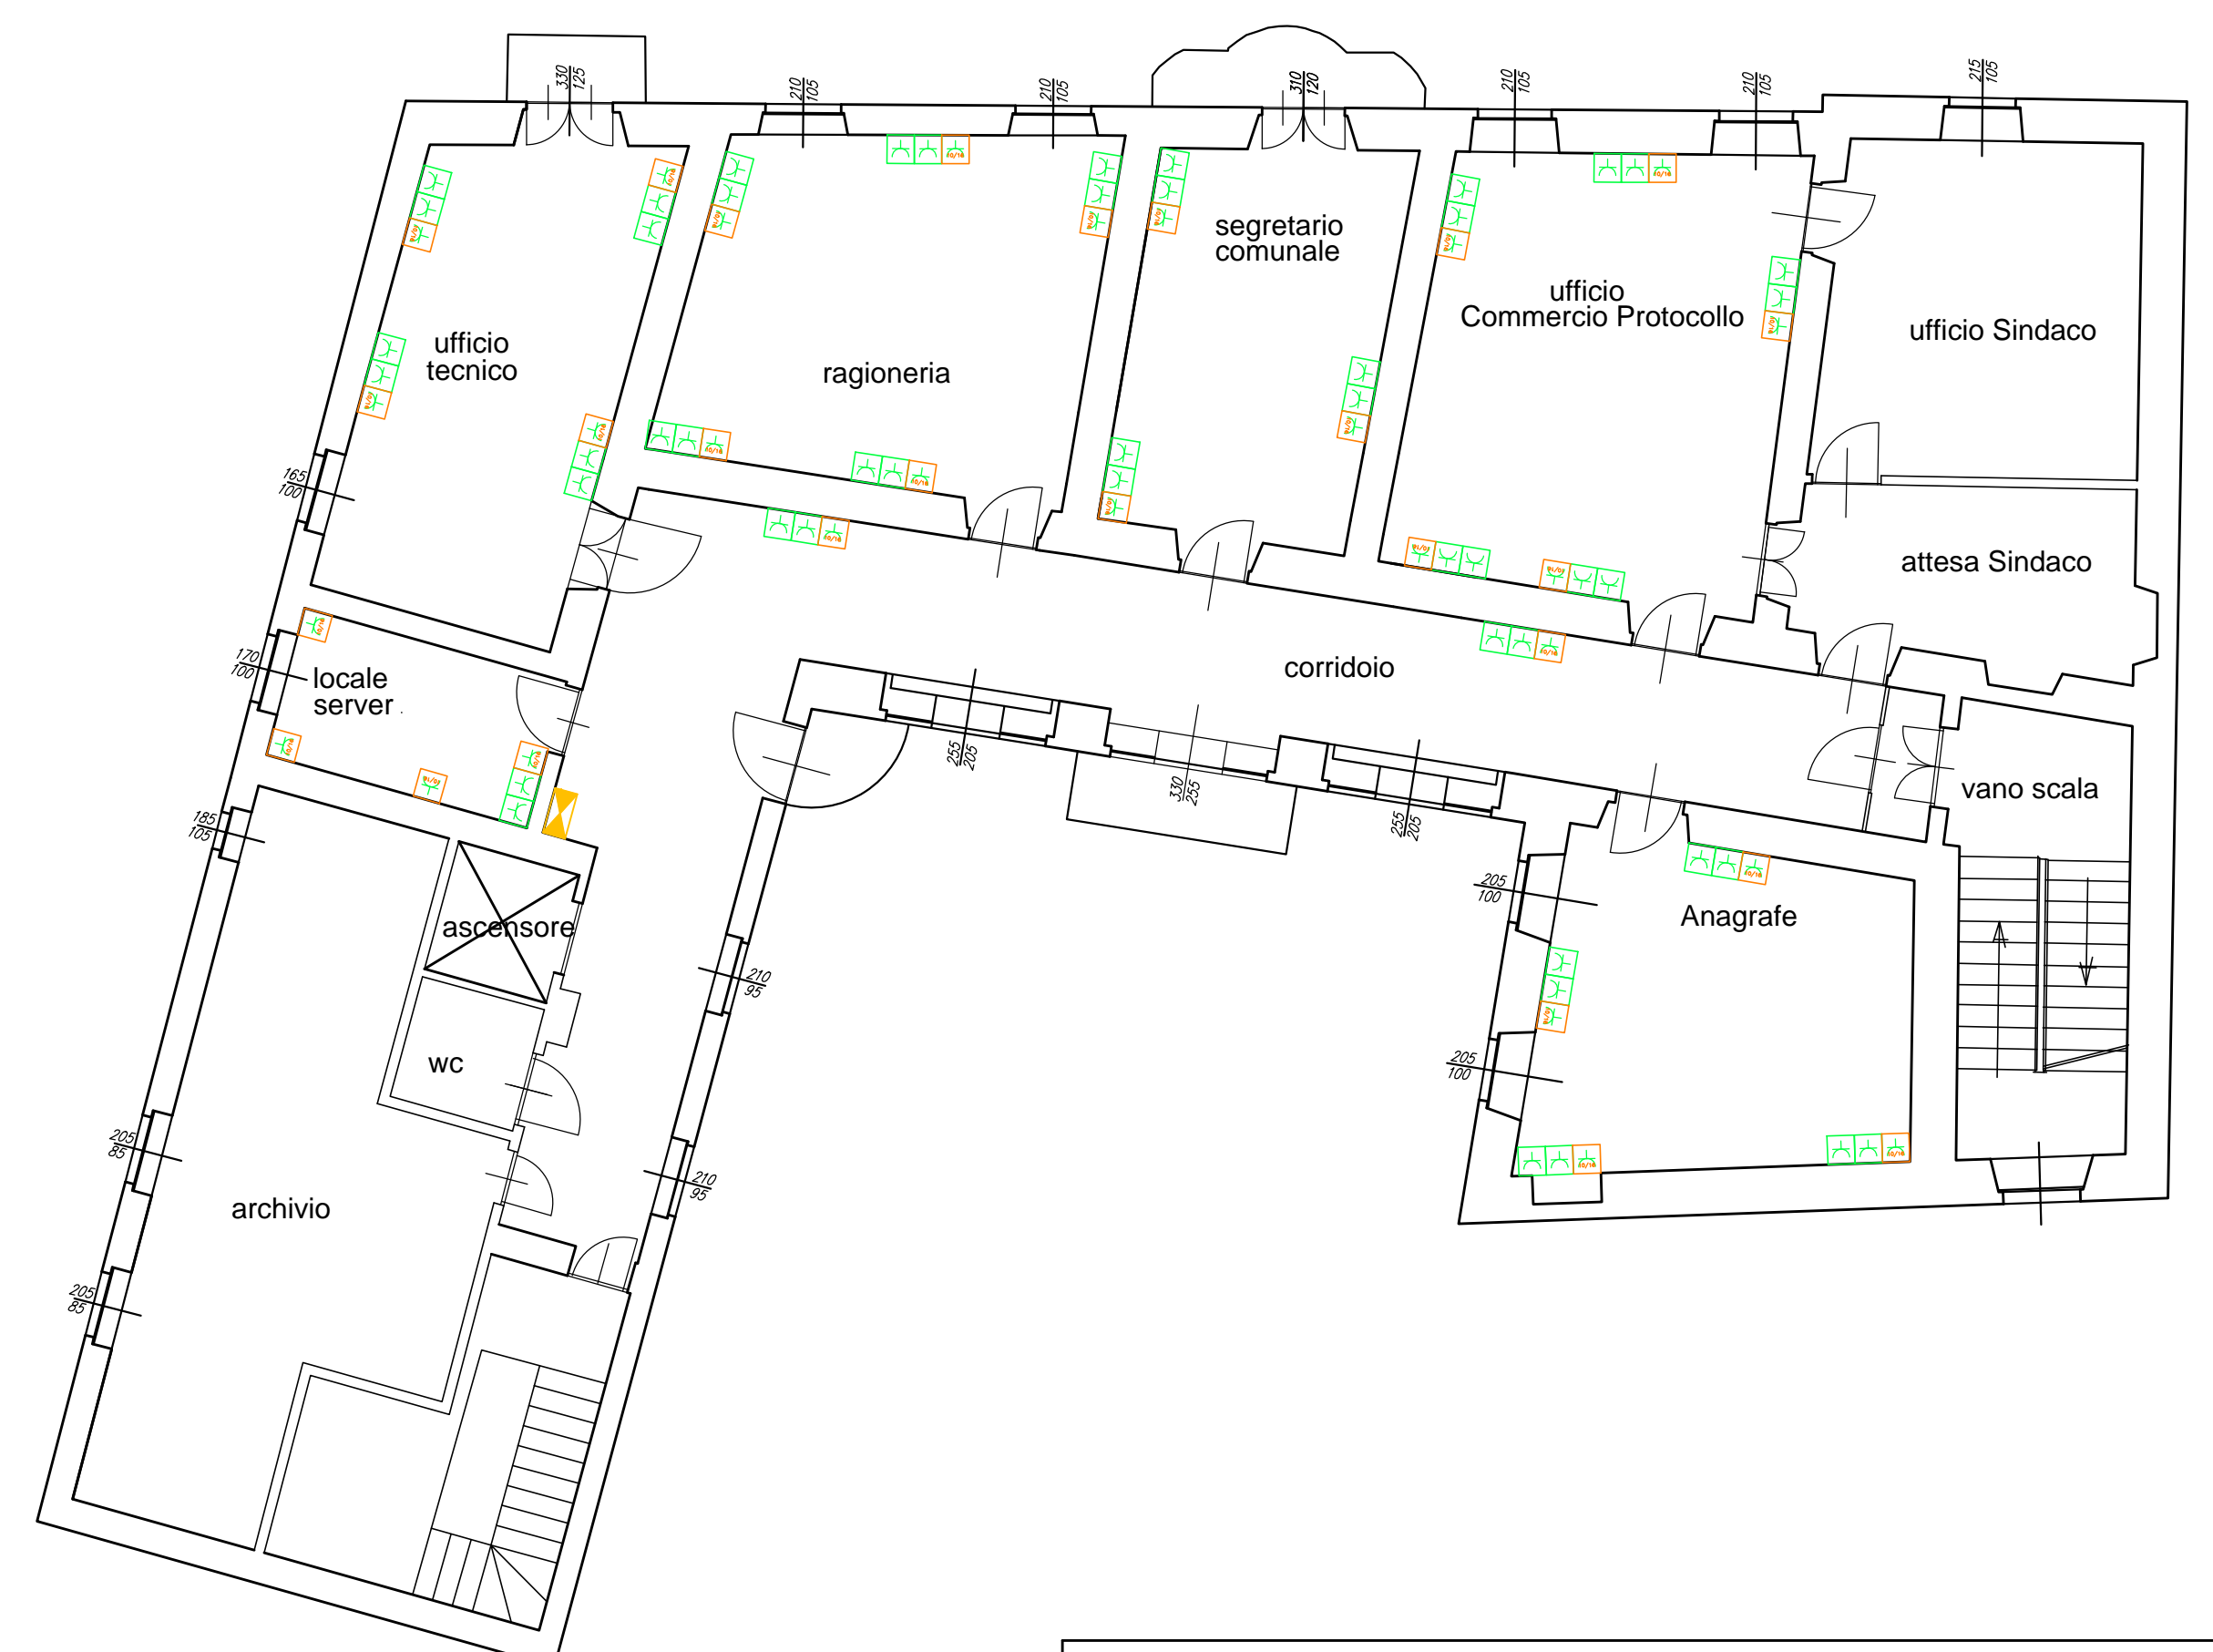 330
125
210
105
210
105
310
120
210
105
210
105
215
105
segretario
comunale
ufficio
Commercio Protocollo
ufficio Sindaco
ufficio
tecnico
ragioneria
165
100
attesa Sindaco
corridoio
170
100
locale
server
255
205
330
255
255
205
vano scala
185
105
205
100
Anagrafe
ascensore
210
95
wc
205
100
205
85
210
95
archivio
205
85